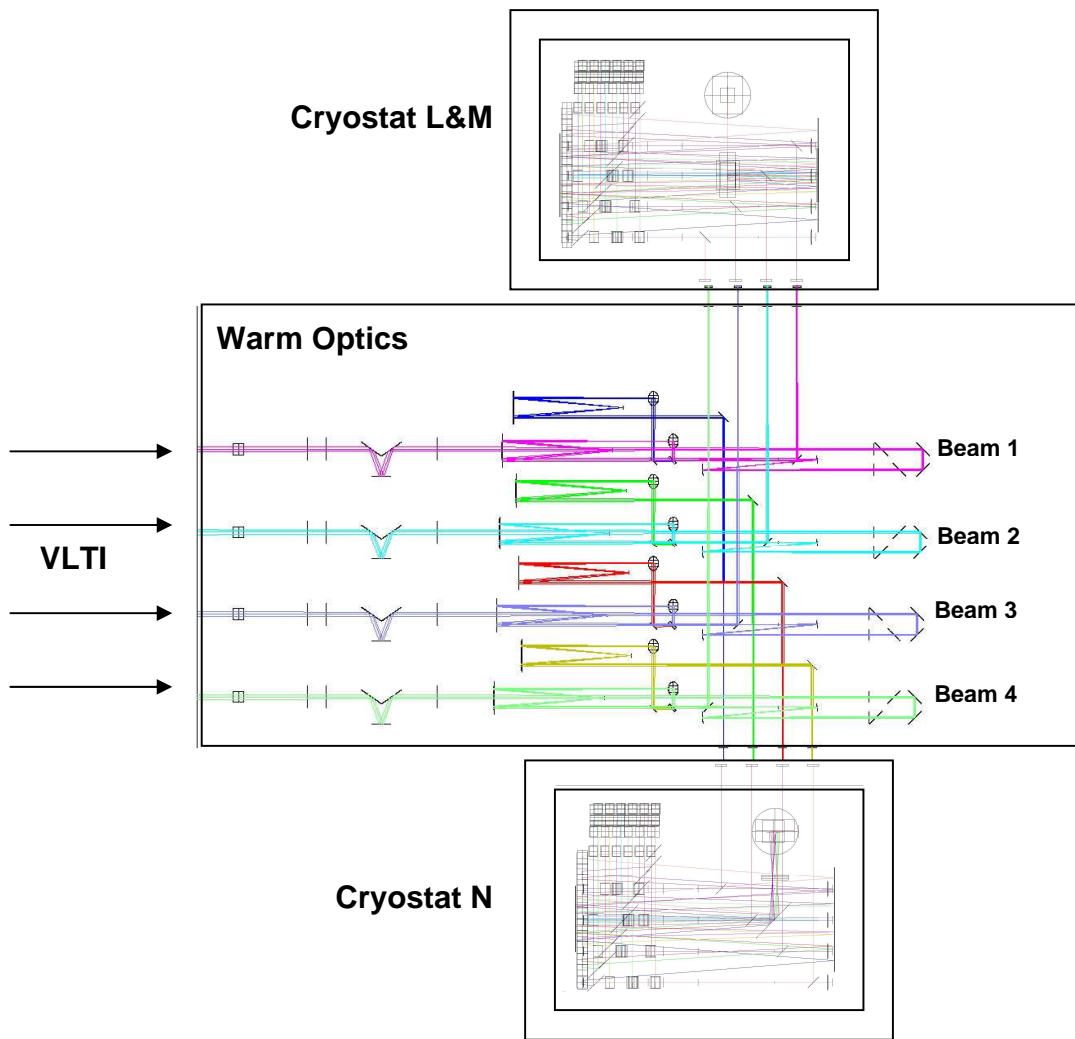 Cryostat L&M
Warm Optics
Beam 1
Beam 2
VLTI
Beam 3
Beam 4
Cryostat N